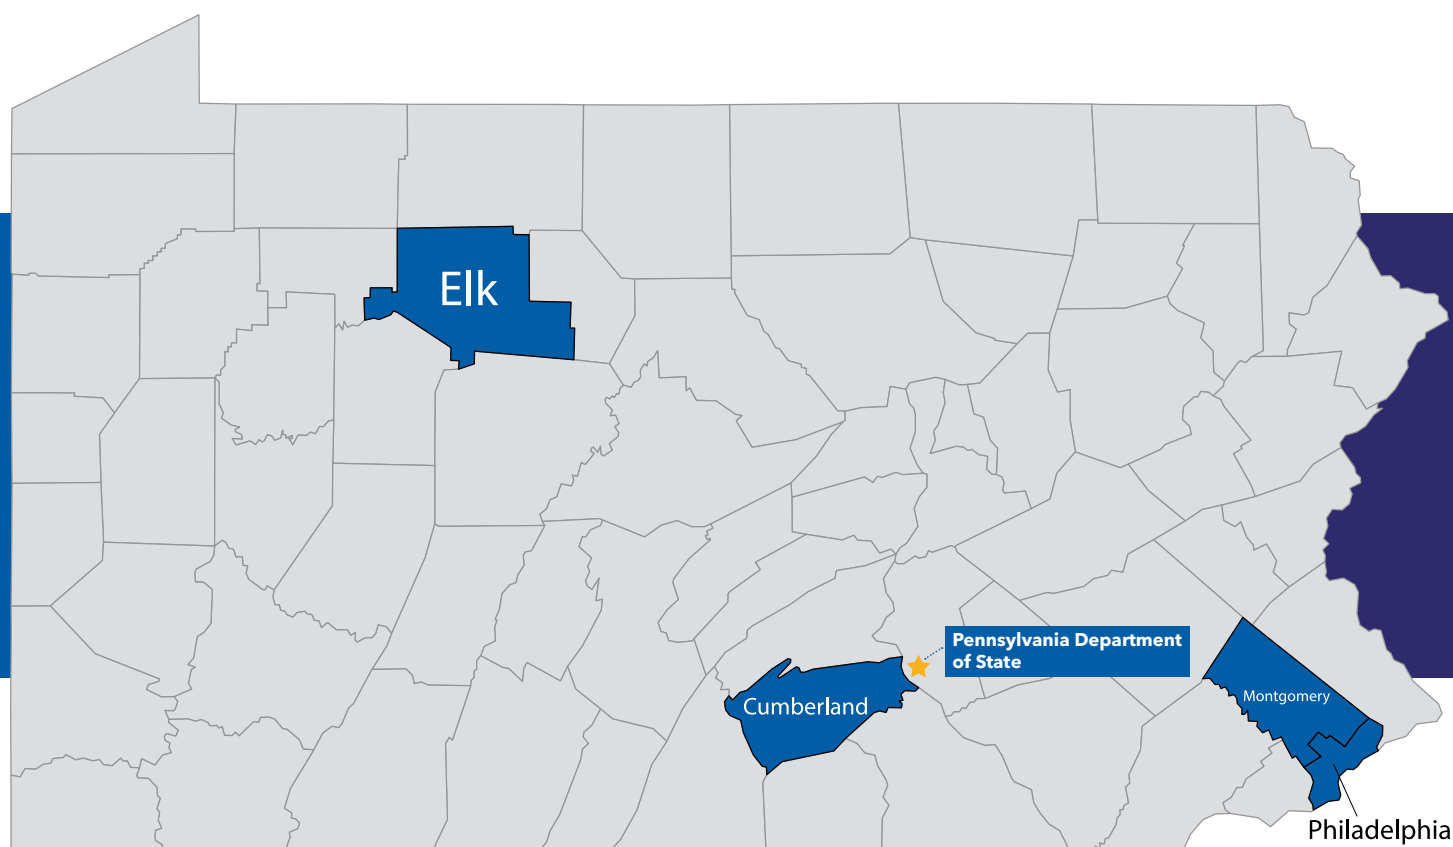 Elk
Pennsylvania Department
of State
Cumberland
Montgomery
Philadelphia